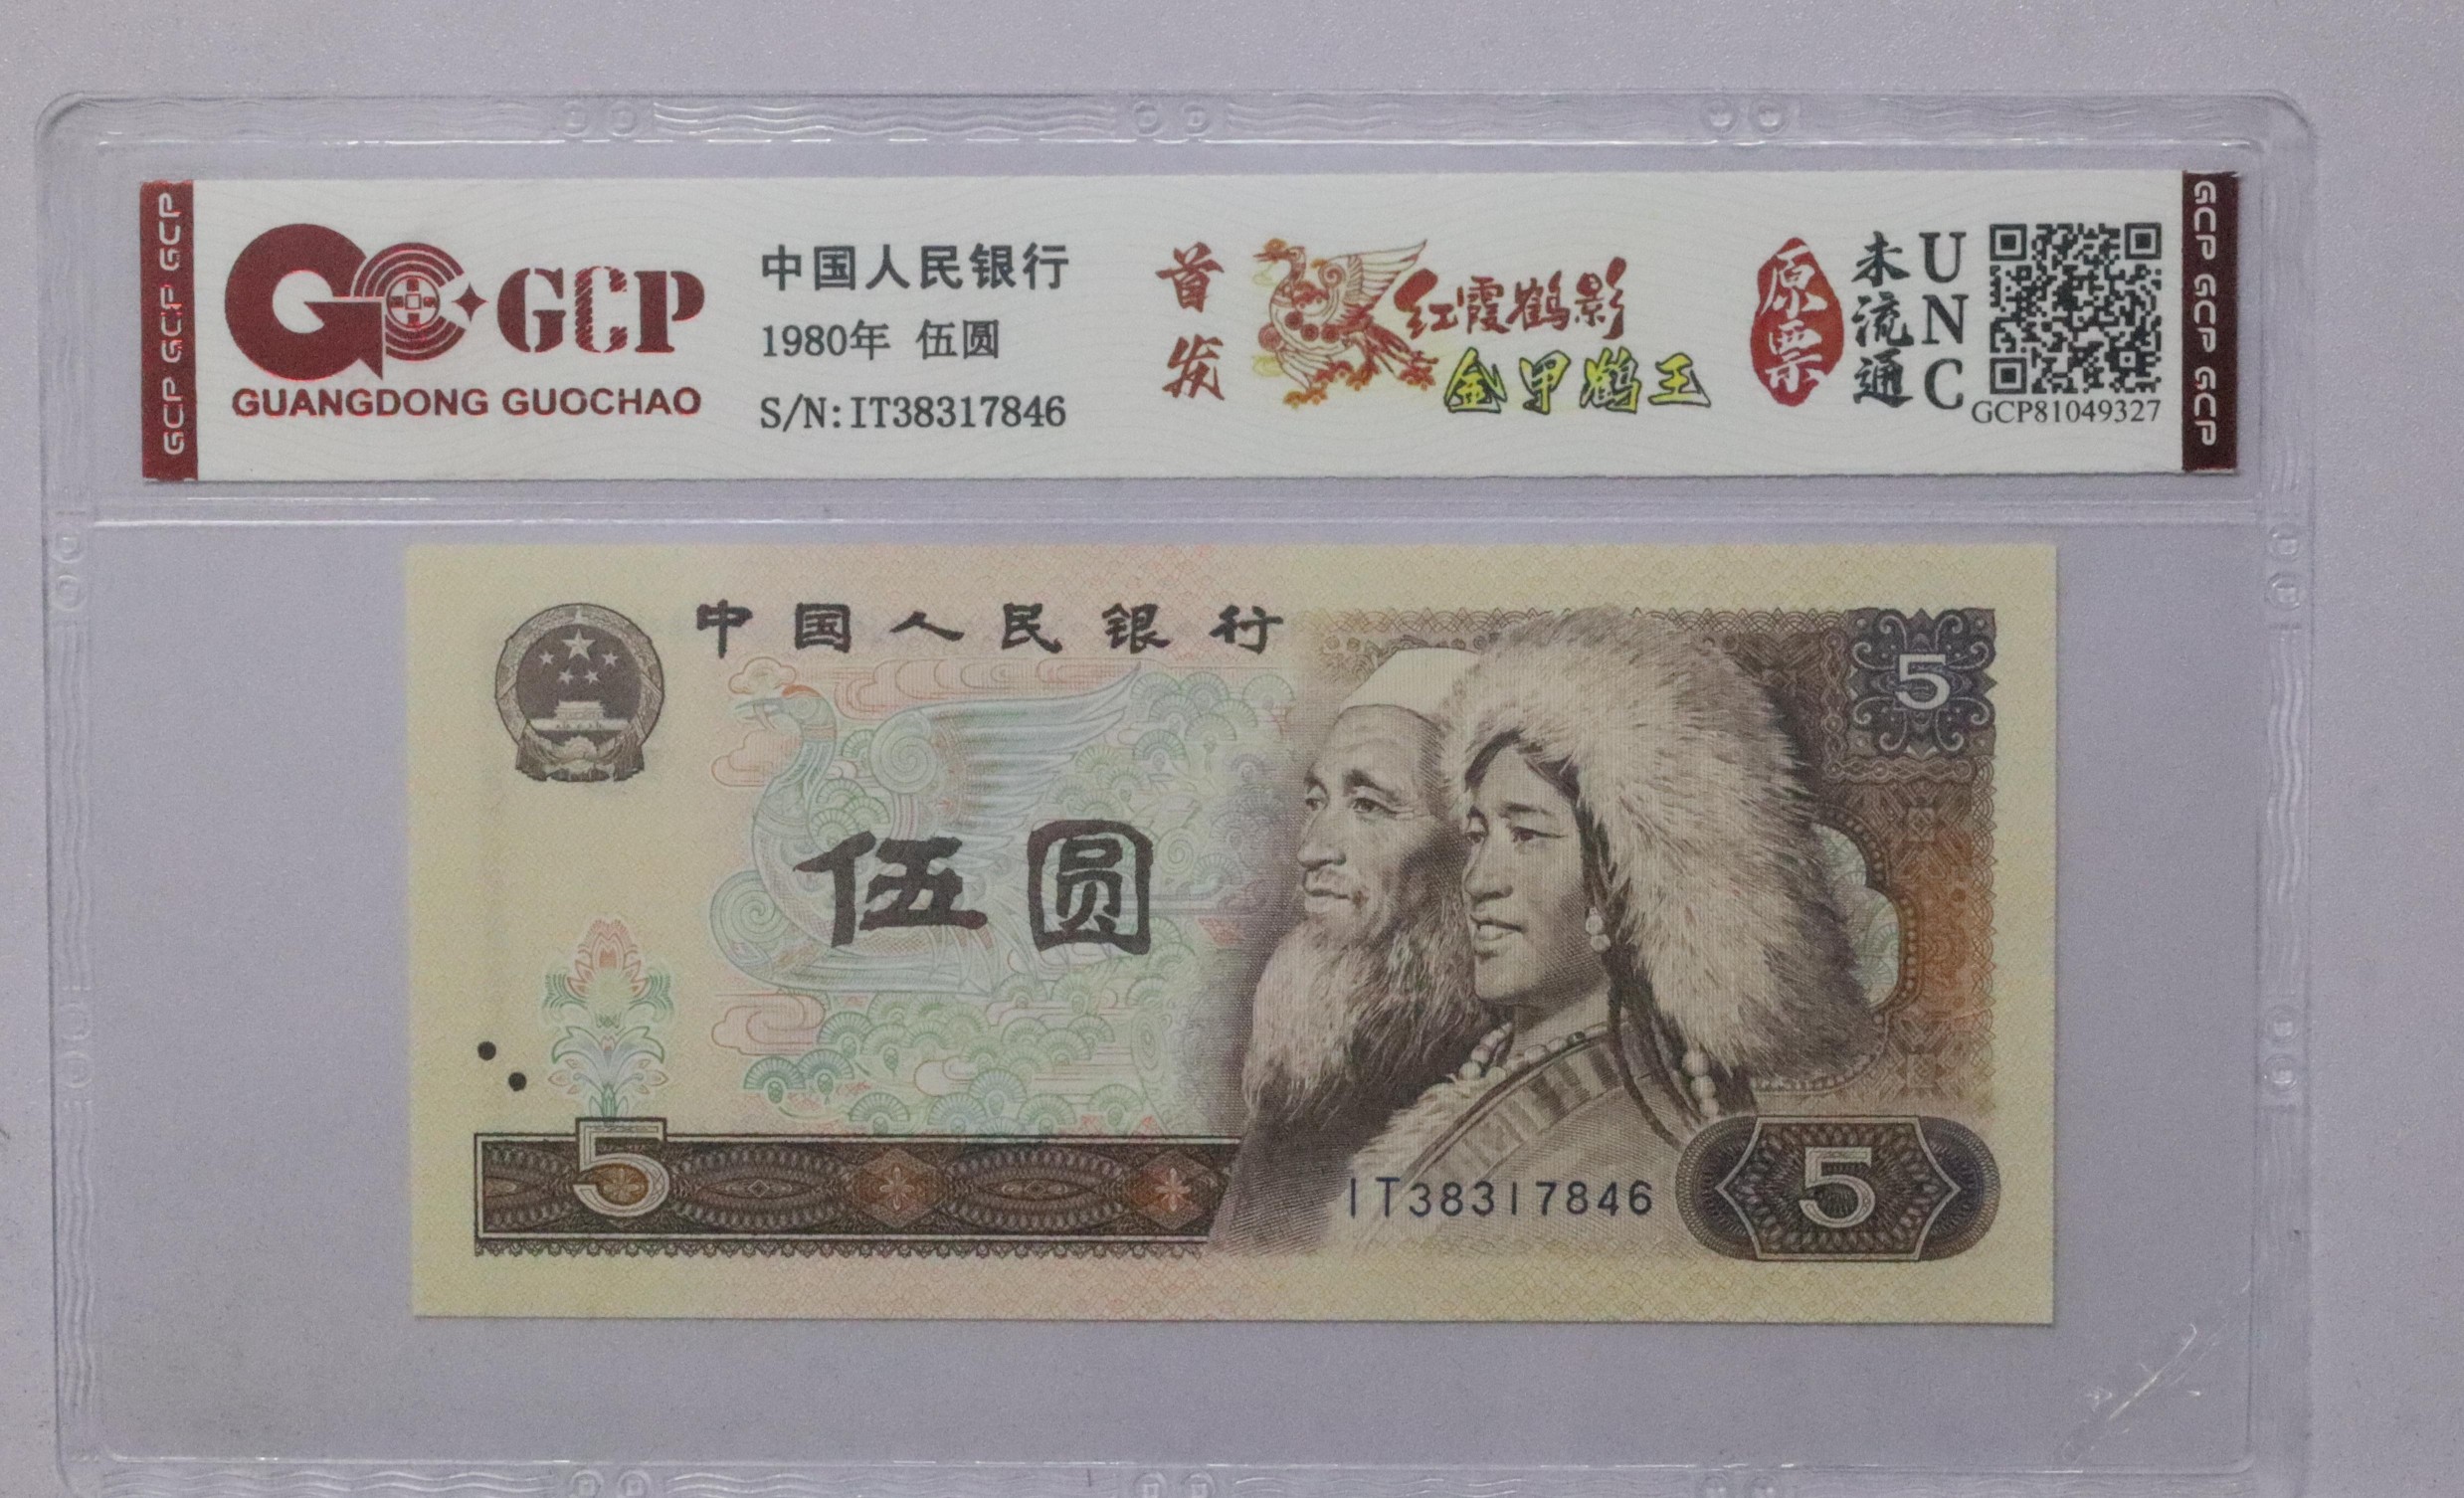 GCP GCP GCP
GCP
GUANGDONG GUOCHAO
中国人民银行
1980年 伍圆
S/N:IT38317846
首发
红霞鹤影
金甲鹤王
原票
未流通
UNC
GCP81049327
GCP GCP GCP
中国人民银行
5
伍圆
5
IT38317846
5